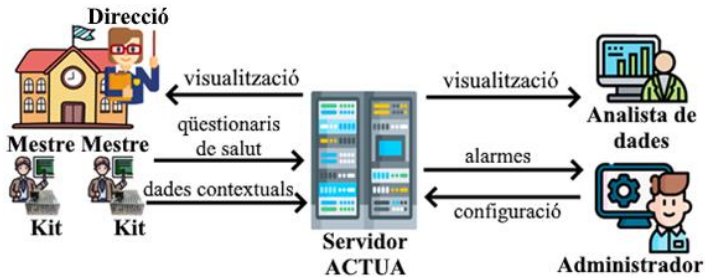 Direcció
visualització
visualització
Mestre Mestre
qüestionaris
de salut
Analista de
dades
alarmes
dades contextuals
configuració
Kit Kit
Servidor
ACTUA
Administrador